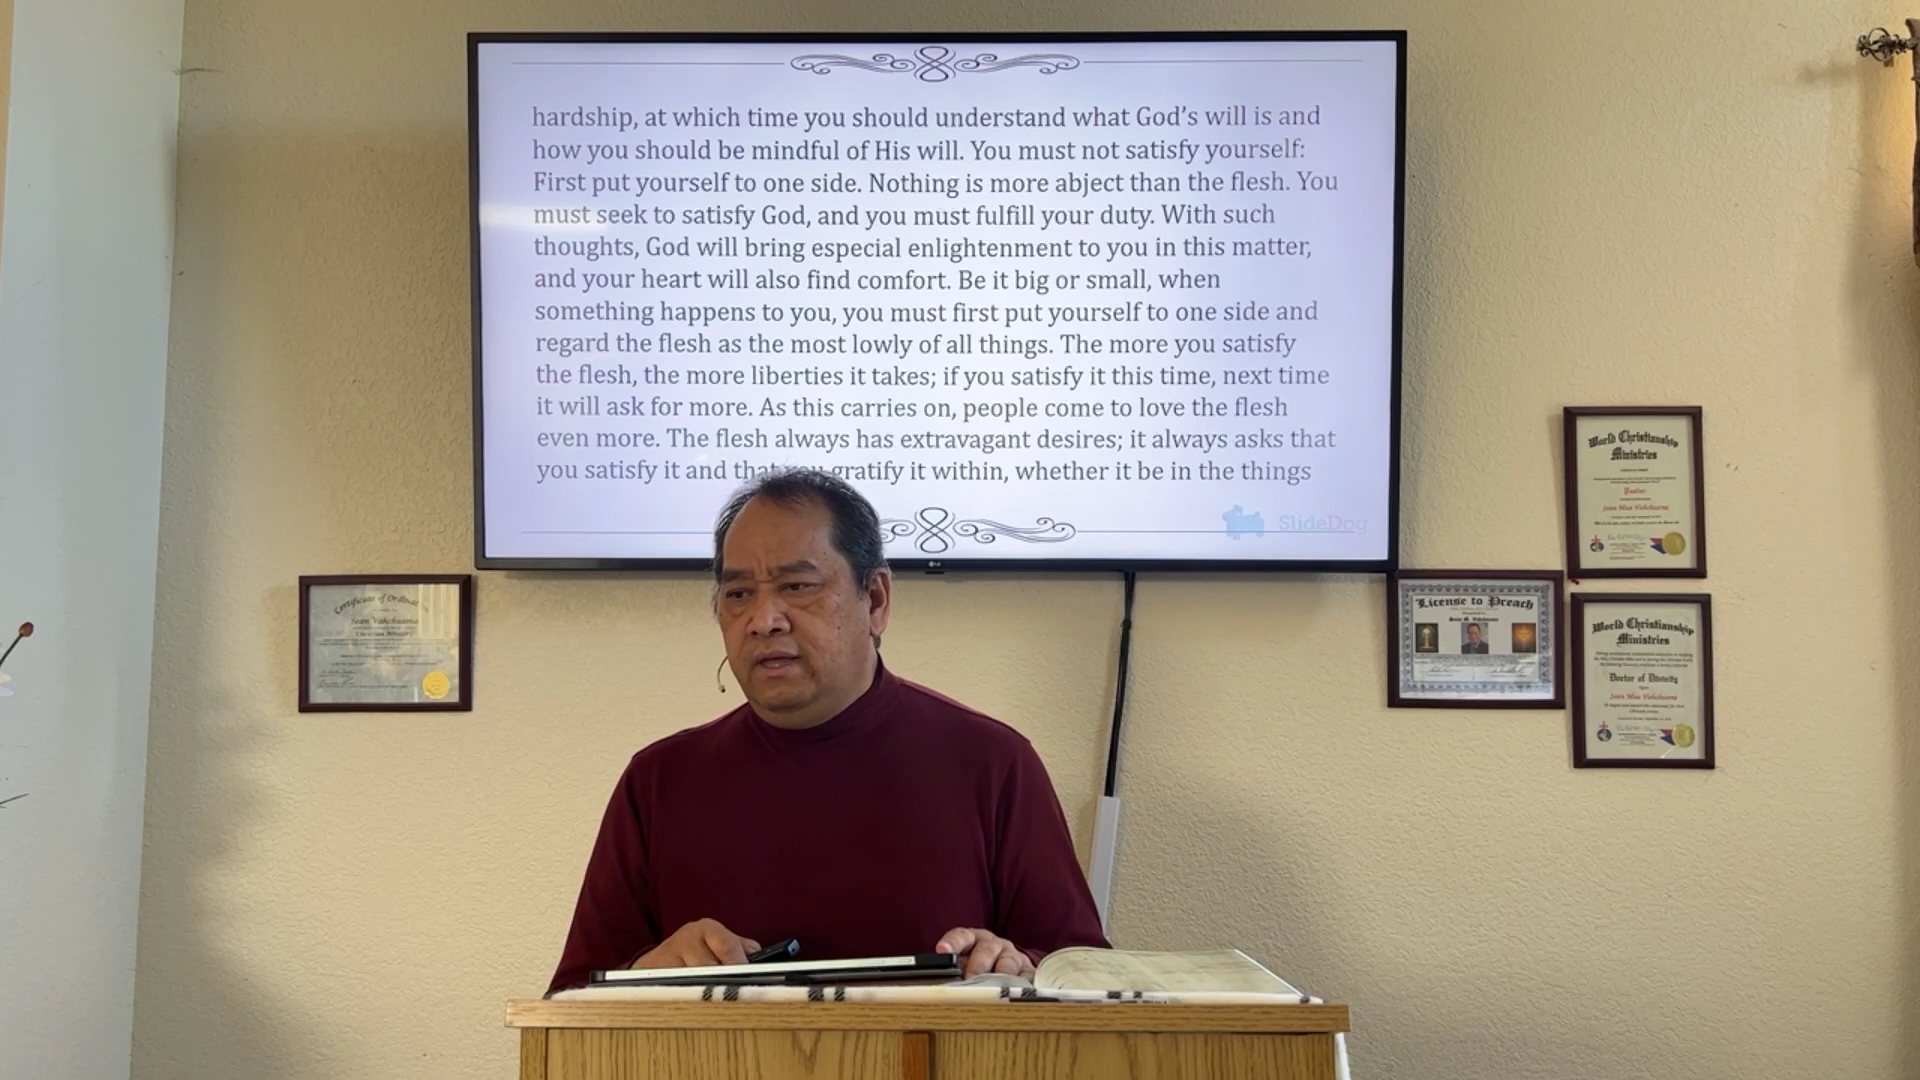 hardship, at which time you should understand what God's will is and
how you should be mindful of His will. You must not satisfy yourself:
First put yourself to one side. Nothing is more abject than the flesh. You
must seek to satisfy God, and you must fulfill your duty. With such
thoughts, God will bring especial enlightenment to you in this matter,
and your heart will also find comfort. Be it big or small, when
something happens to you, you must first put yourself to one side and
regard the flesh as the most lowly of all things. The more you satisfy
the flesh, the more liberties it takes; if you satisfy it this time, next time
it will ask for more. As this carries on, people come to love the flesh
even more. The flesh always has extravagant desires; it always asks that
you satisfy it and that you gratify it within, whether it be in the things
SlideDog
LG
Certificate of Ordination
Sean Vahchuama
Christian Ministry
License to Preach
World Christianship
Ministries
Pastor
World Christianship
Ministries
Doctor of Divinity